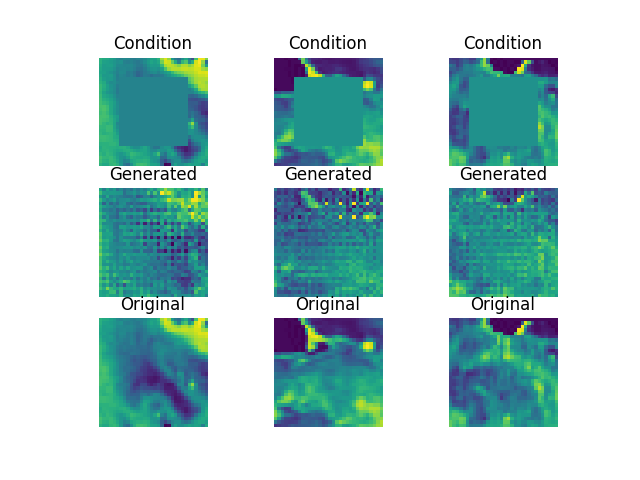 Condition Condition Condition
Generated Generated Generated
Original Original Original